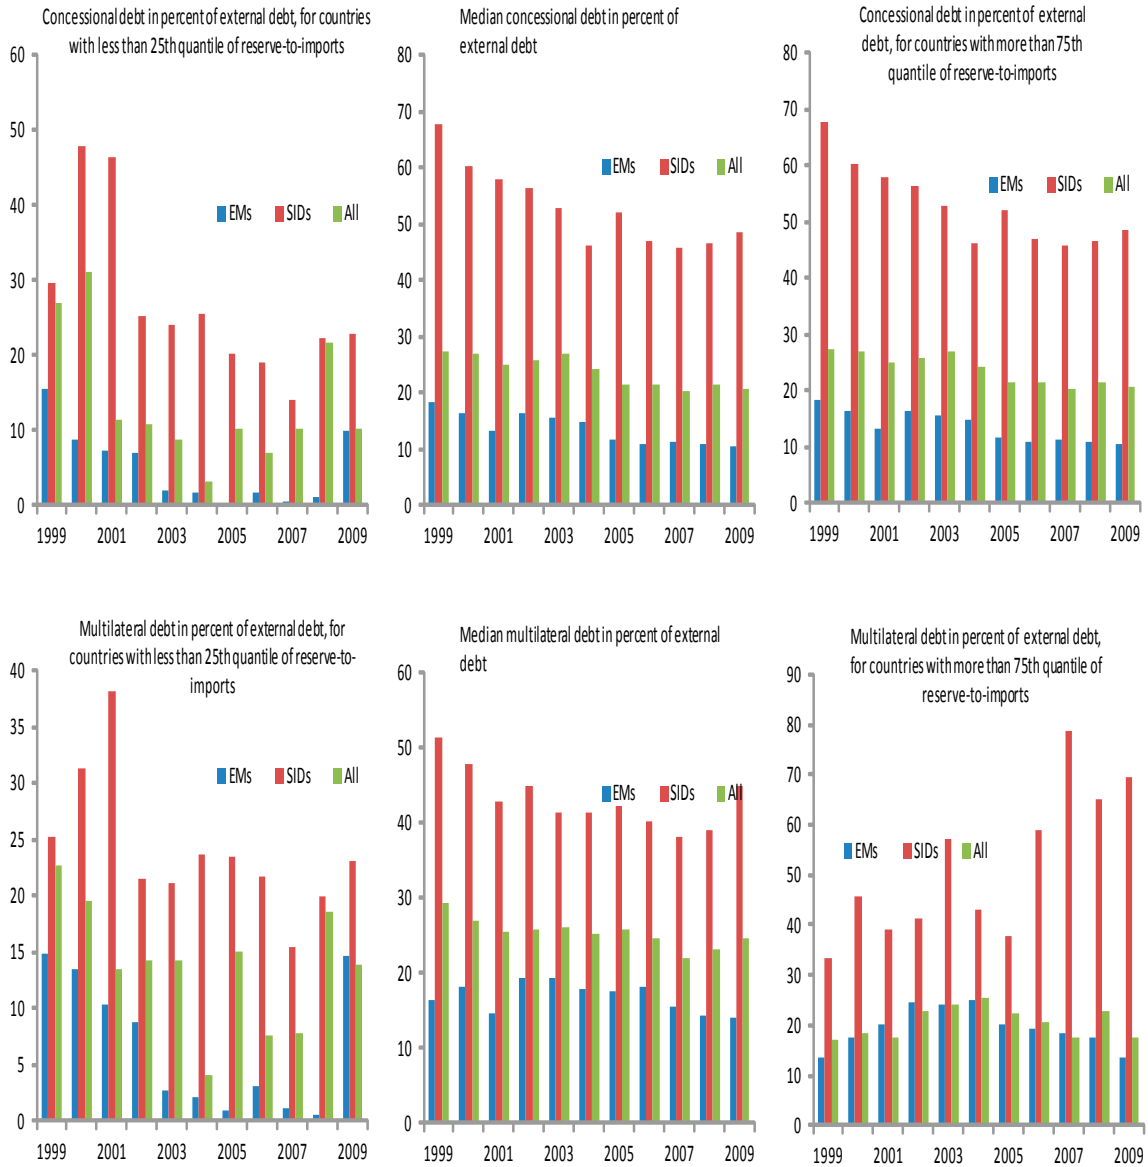 Concessional debt in percent of external debt, for countries
with less than 25th quantile of reserve-to-imports
60
50
40
30
20
10
0
EMs SIDs All
1999 2001 2003 2005 2007 2009
Median concessional debt in percent of
external debt
80
70
60
50
40
30
20
10
0
EMs SIDs All
1999 2001 2003 2005 2007 2009
Concessional debt in percent of external
debt, for countries with more than 75th
quantile of reserve-to-imports
80
70
60
50
40
30
20
10
0
EMs SIDs All
1999 2001 2003 2005 2007 2009
Multilateral debt in percent of external debt, for
countries with less than 25th quantile of reserve-to-
imports
40
35
30
25
20
15
10
5
0
EMs SIDs All
1999 2001 2003 2005 2007 2009
Median multilateral debt in percent of external
debt
60
50
40
30
20
10
0
EMs SIDs All
1999 2001 2003 2005 2007 2009
Multilateral debt in percent of external debt,
for countries with more than 75th quantile of
reserve-to-imports
90
80
70
60
50
40
30
20
10
0
EMs SIDs All
1999 2001 2003 2005 2007 2009